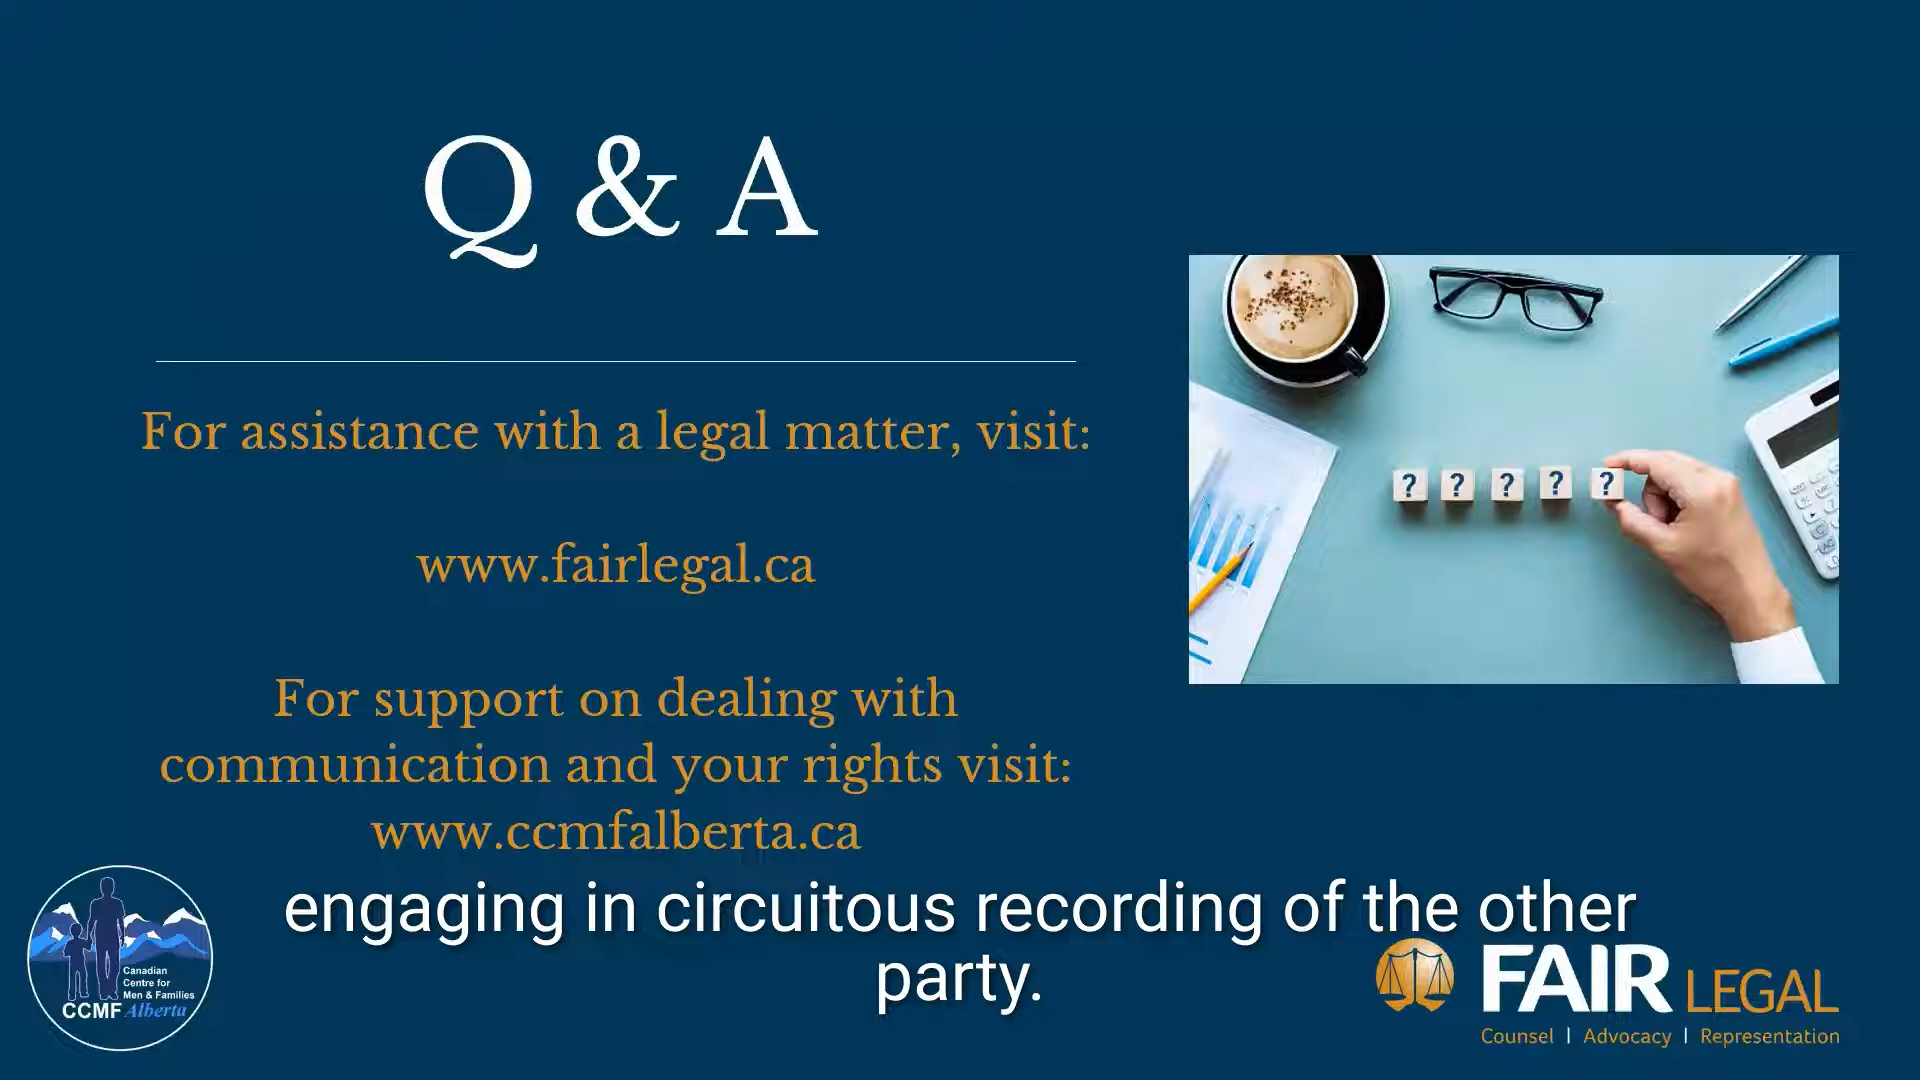 Q & A
For assistance with a legal matter, visit:
www.fairlegal.ca
For support on dealing with
communication and your rights visit:
www.ccmfalberta.ca
? ? ? ? ?
engaging in circuitous recording of the other
party.
Canadian
Centre for
Men & Families
CCMF Alberta
FAIR LEGAL
Counsel | Advocacy | Representation